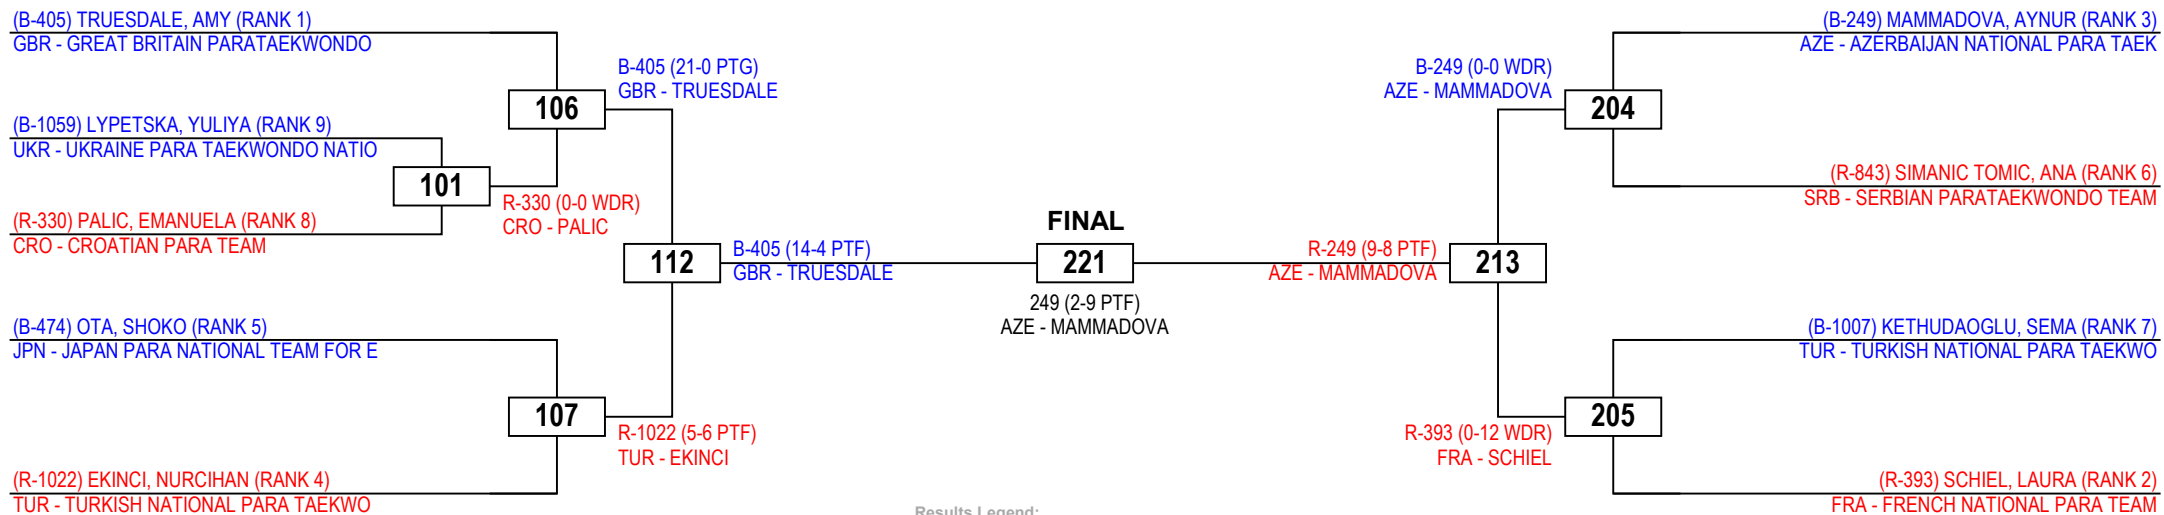 (B-405) TRUESDALE, AMY (RANK 1)
GBR - GREAT BRITAIN PARATAEKWONDO
(B-1059) LYPETSKA, YULIYA (RANK 9)
UKR - UKRAINE PARA TAEKWONDO NATIO
(R-330) PALIC, EMANUELA (RANK 8)
CRO - CROATIAN PARA TEAM
(B-474) OTA, SHOKO (RANK 5)
JPN - JAPAN PARA NATIONAL TEAM FOR E
(R-1022) EKINCI, NURCIHAN (RANK 4)
TUR - TURKISH NATIONAL PARA TAEKWO
101
R-330 (0-0 WDR)
CRO - PALIC
106
B-405 (21-0 PTG)
GBR - TRUESDALE
107
R-1022 (5-6 PTF)
TUR - EKINCI
112
B-405 (14-4 PTF)
GBR - TRUESDALE
FINAL
221
249 (2-9 PTF)
AZE - MAMMADOVA
R-249 (9-8 PTF)
AZE - MAMMADOVA
213
B-249 (0-0 WDR)
AZE - MAMMADOVA
204
R-393 (0-12 WDR)
FRA - SCHIEL
205
(B-249) MAMMADOVA, AYNUR (RANK 3)
AZE - AZERBAIJAN NATIONAL PARA TAEK
(R-843) SIMANIC TOMIC, ANA (RANK 6)
SRB - SERBIAN PARATAEKWONDO TEAM
(B-1007) KETHUDAOGLU, SEMA (RANK 7)
TUR - TURKISH NATIONAL PARA TAEKWO
(R-393) SCHIEL, LAURA (RANK 2)
FRA - FRENCH NATIONAL PARA TEAM
Results Legend: